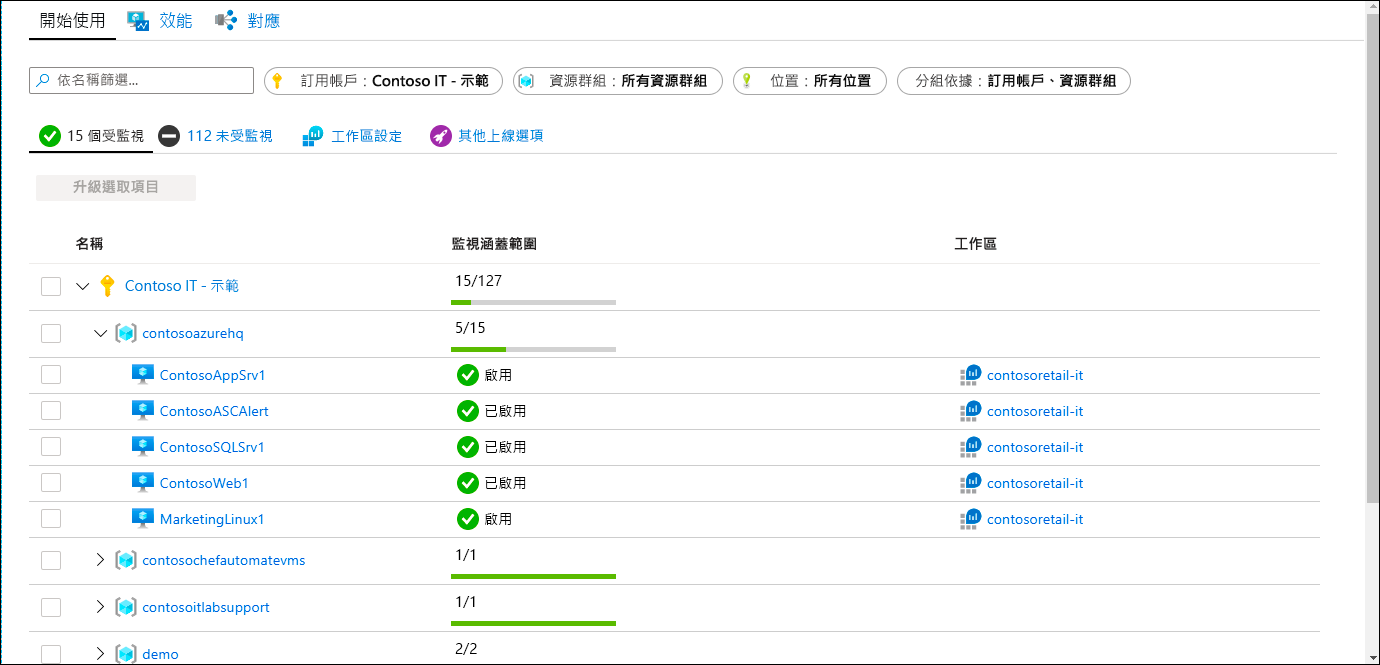 開始使用 效能 對應
依名稱篩選... 訂用帳戶：Contoso IT - 示範 資源群組：所有資源群組 位置：所有位置 分組依據：訂用帳戶、資源群組
15 個受監視 112 未受監視 工作區設定 其他上線選項
升級選取項目
名稱 監視涵蓋範圍 工作區
Contoso IT - 示範 15/127
contosoazurehq 5/15
ContosoAppSrv1 啟用 contosoretail-it
ContosoASCAlert 已啟用 contosoretail-it
ContosoSQLSrv1 已啟用 contosoretail-it
ContosoWeb1 已啟用 contosoretail-it
MarketingLinux1 啟用 contosoretail-it
contosochefautomatevms 1/1
contosoitlabsupport 1/1
demo 2/2